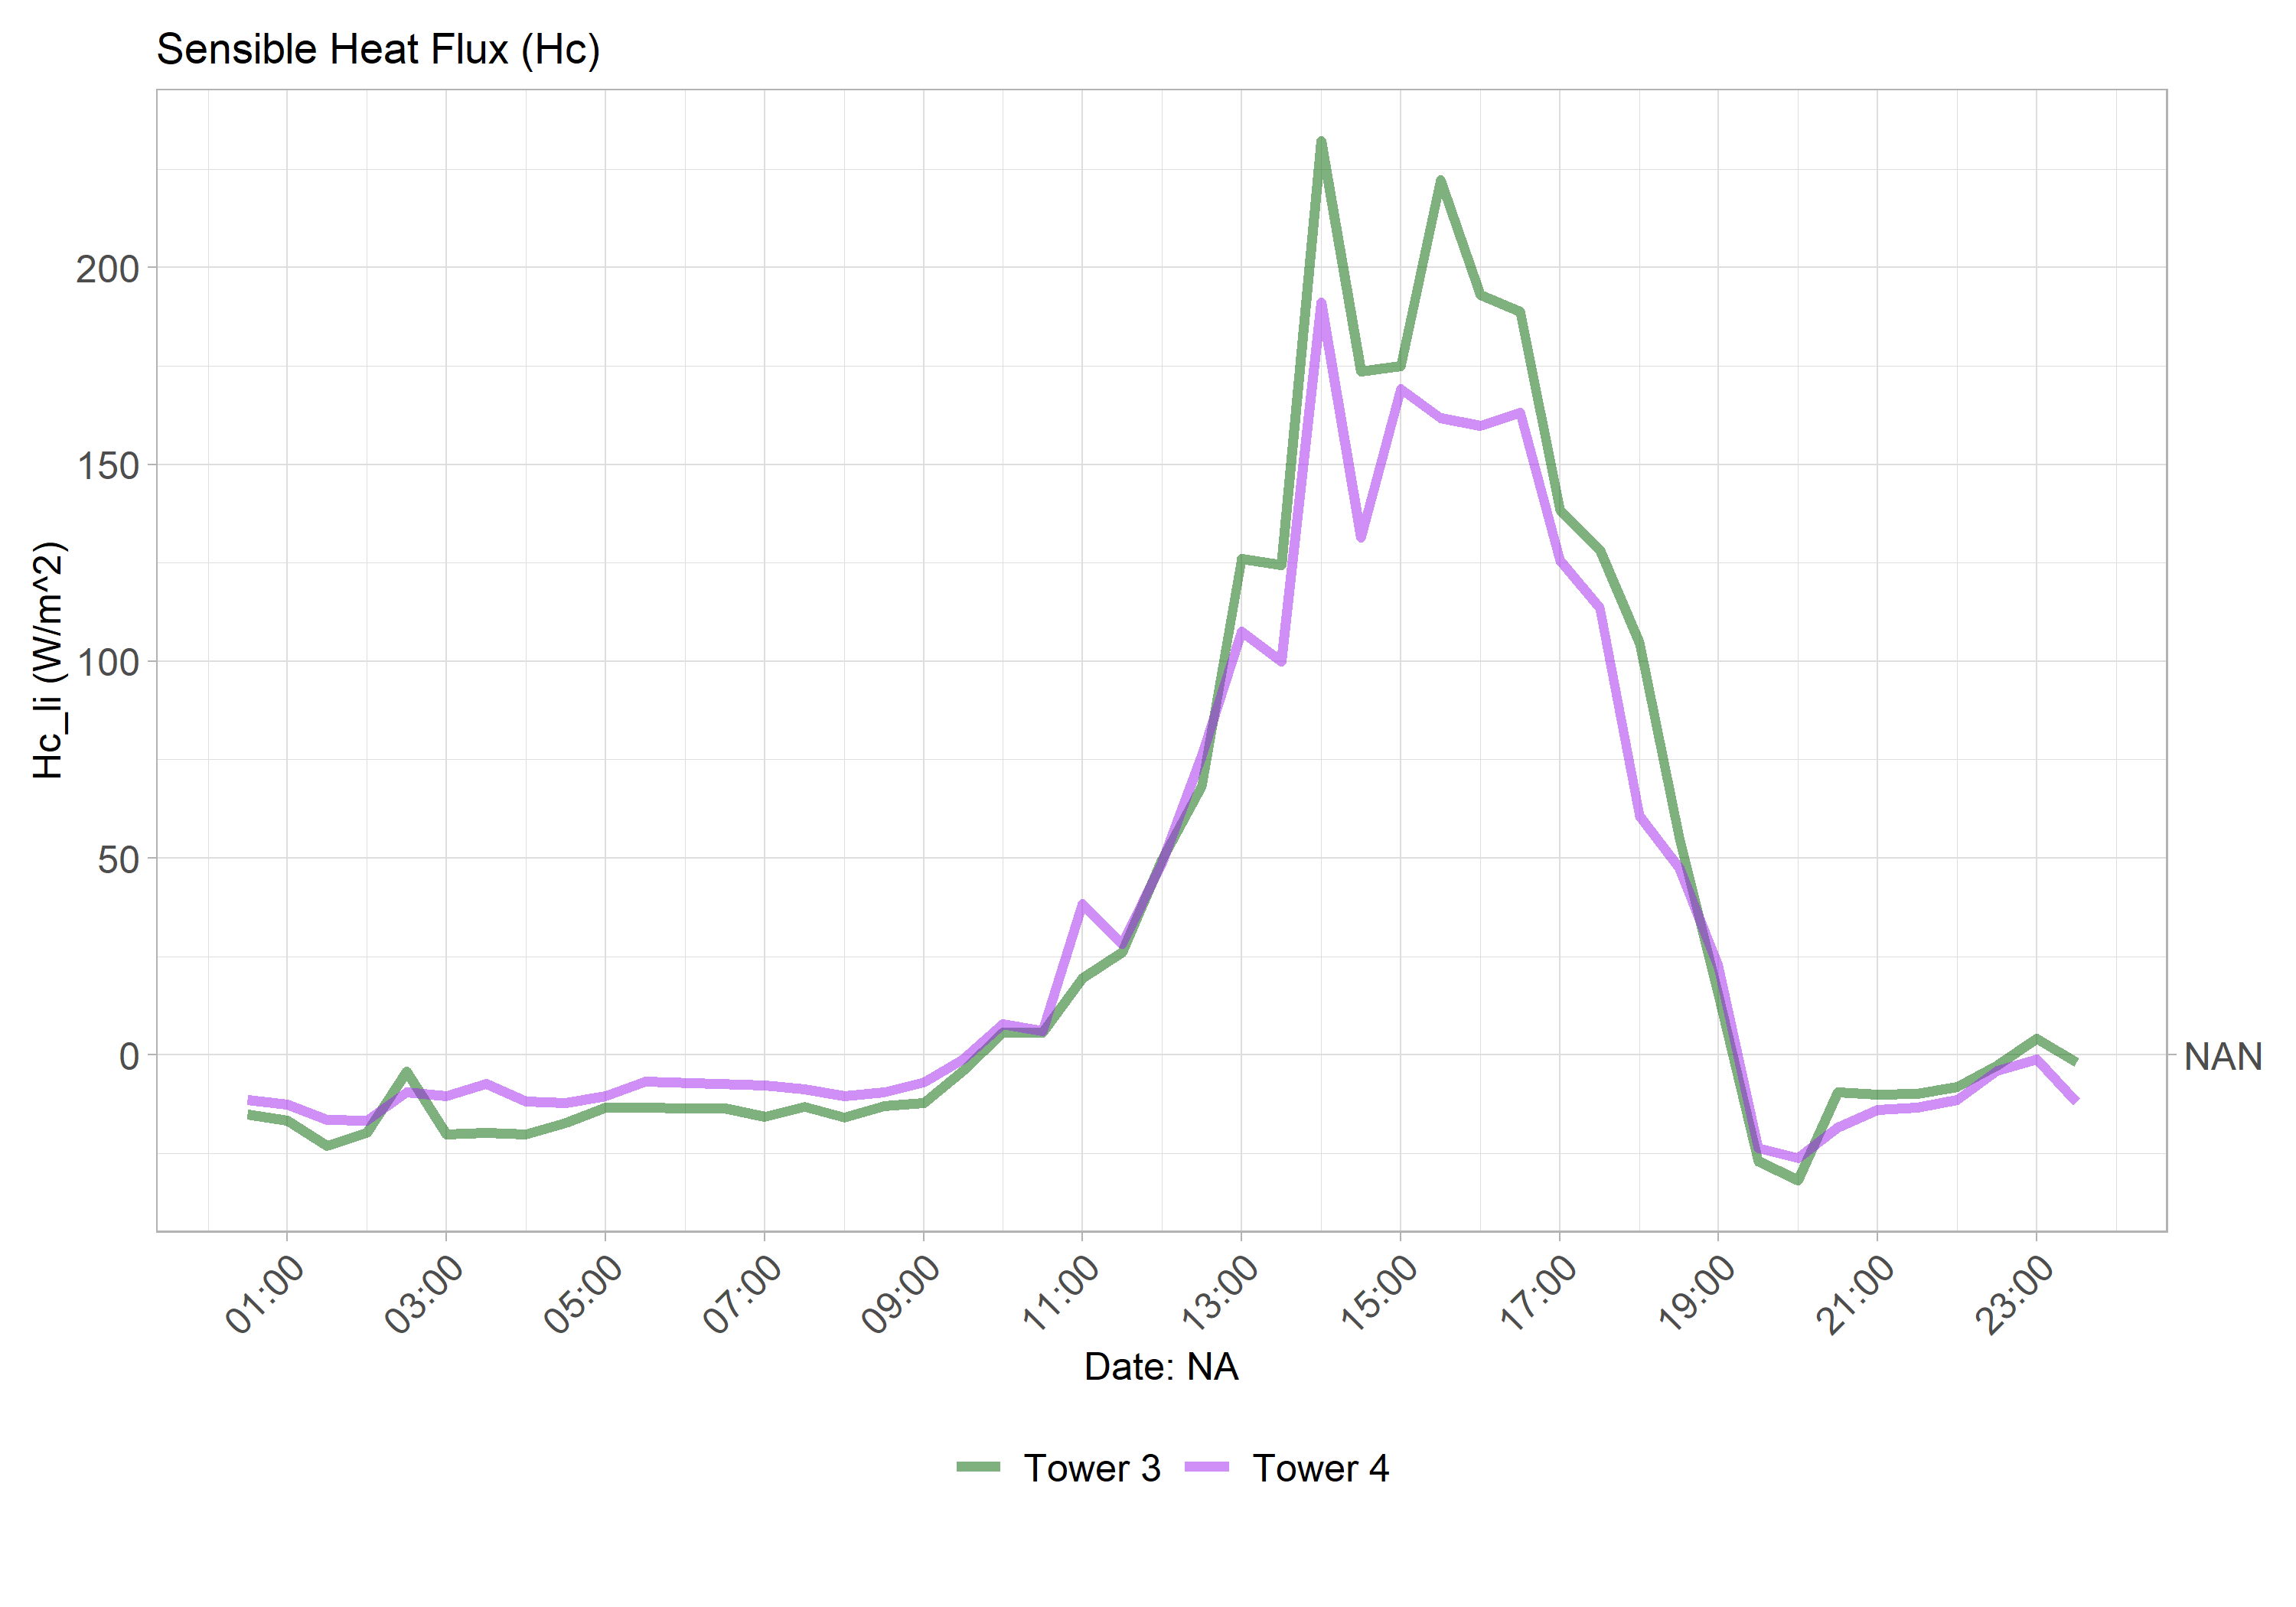 Sensible Heat Flux (Hc)
Hc_li (W/m^2)
200
150
100
50
0
NAN
01:00 03:00 05:00 07:00 09:00 11:00 13:00 15:00 17:00 19:00 21:00 23:00
Date: NA
Tower 3 Tower 4